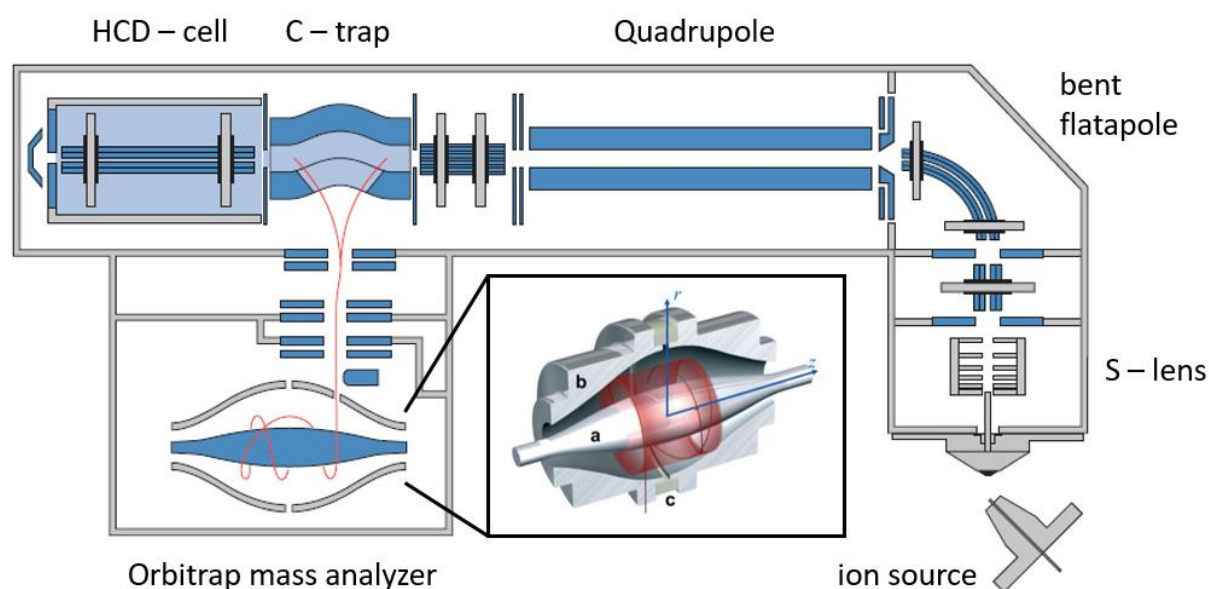 HCD – cell
C – trap
Quadrupole
bent
flatapole
S – lens
r
z
b
a
c
Orbitrap mass analyzer
ion source